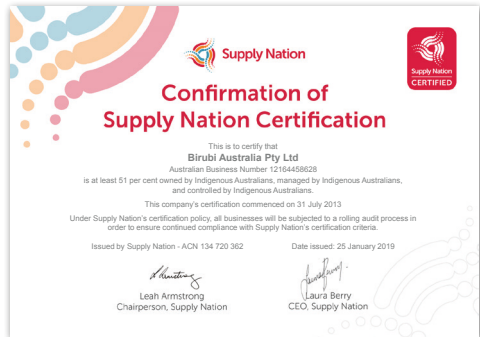 Supply Nation
Supply Nation
CERTIFIED
Confirmation of
Supply Nation Certification
This is to certify that
Birubi Australia Pty Ltd
Australian Business Number 12164458628
is at least 51 per cent owned by Indigenous Australians, managed by Indigenous Australians,
and controlled by Indigenous Australians.
This company's certification commenced on 31 July 2013
Under Supply Nation's certification policy, all businesses will be subjected to a rolling audit process in
order to ensure continued compliance with Supply Nation's certification criteria.
Issued by Supply Nation - ACN 134 720 362 Date issued: 25 January 2019
Leah Armstrong Laura Berry
Chairperson, Supply Nation CEO, Supply Nation